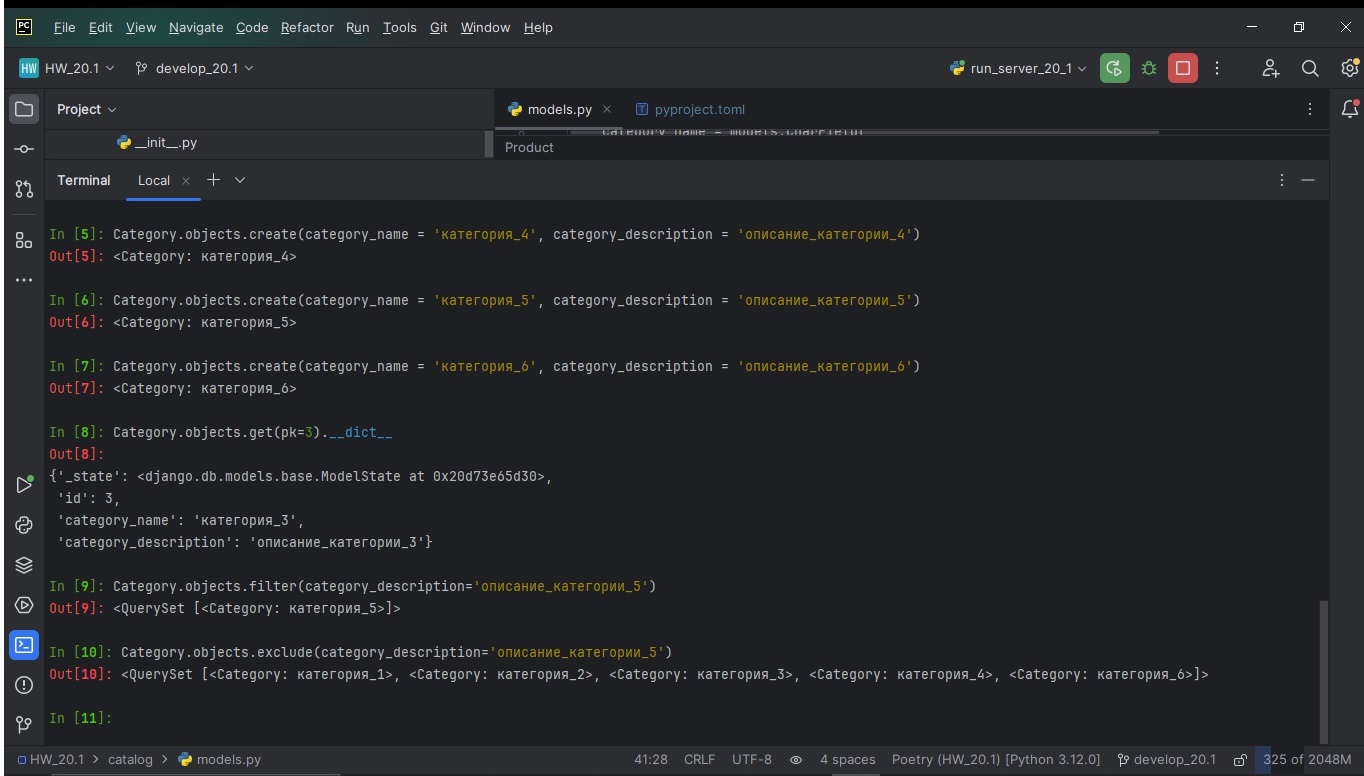 PC File Edit View Navigate Code Refactor Run Tools Git Window Help
HW HW_20.1 develop_20.1 run_server_20_1
Project models.py pyproject.toml
__init__.py category_name = models.CharField(
Product
Terminal Local
In [5]: Category.objects.create(category_name = 'категория_4', category_description = 'описание_категории_4')
Out[5]: <Category: категория_4>
In [6]: Category.objects.create(category_name = 'категория_5', category_description = 'описание_категории_5')
Out[6]: <Category: категория_5>
In [7]: Category.objects.create(category_name = 'категория_6', category_description = 'описание_категории_6')
Out[7]: <Category: категория_6>
In [8]: Category.objects.get(pk=3).__dict__
Out[8]:
{'_state': <django.db.models.base.ModelState at 0x20d73e65d30>,
 'id': 3,
 'category_name': 'категория_3',
 'category_description': 'описание_категории_3'}
In [9]: Category.objects.filter(category_description='описание_категории_5')
Out[9]: <QuerySet [<Category: категория_5>]>
In [10]: Category.objects.exclude(category_description='описание_категории_5')
Out[10]: <QuerySet [<Category: категория_1>, <Category: категория_2>, <Category: категория_3>, <Category: категория_4>, <Category: категория_6>]>
In [11]:
HW_20.1 > catalog > models.py 41:28 CRLF UTF-8 4 spaces Poetry (HW_20.1) [Python 3.12.0] develop_20.1 325 of 2048M